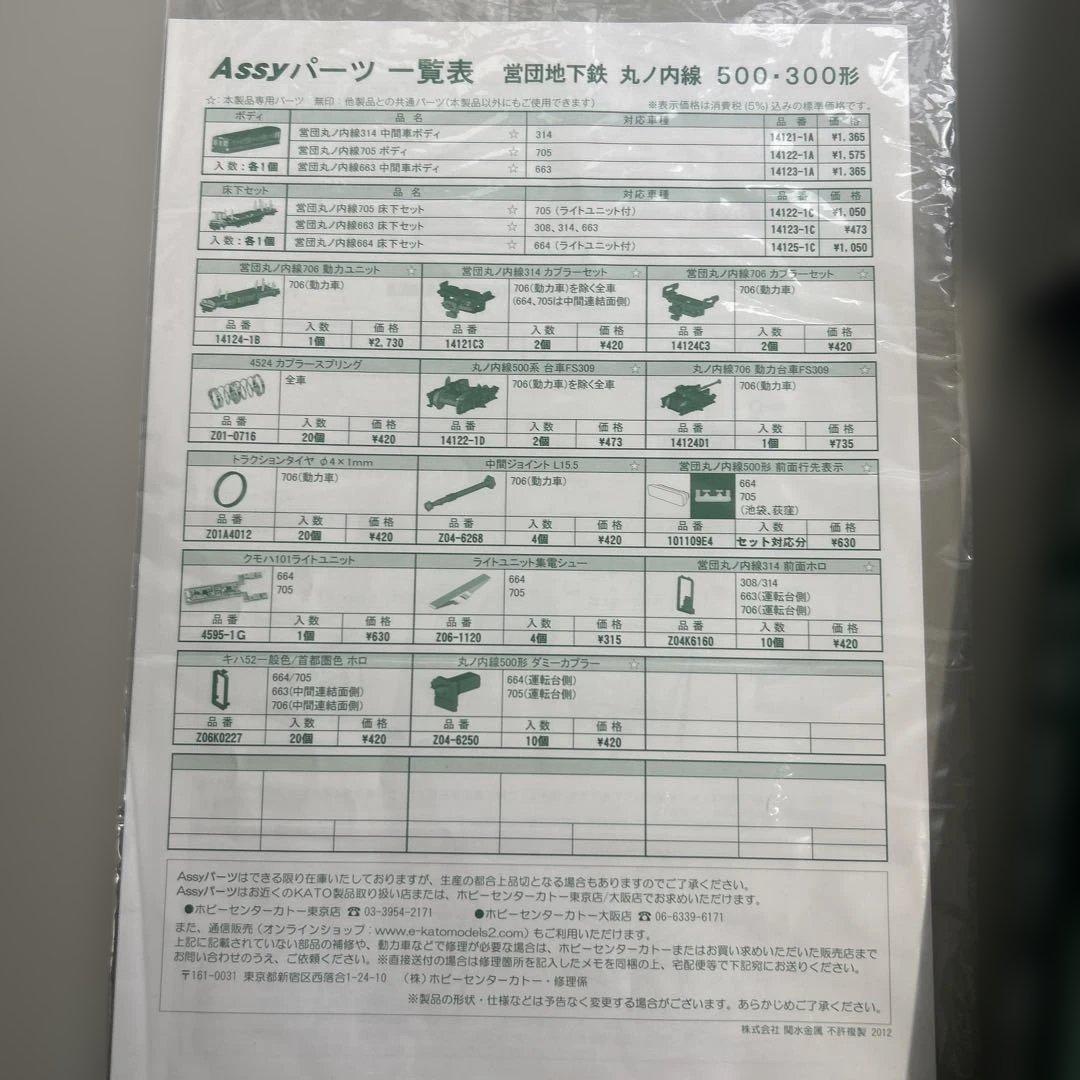 Assyパーツ 一覧表 営団地下鉄 丸ノ内線 500・300形
☆：本製品専用パーツ 無印：他製品との共通パーツ(本製品以外にもご使用できます) ※表示価格は消費税(5%)込みの標準価格です。
ボディ 品名 対応車種 品番 価格
営団丸ノ内線314 中間車ボディ ☆ 314 14121-1A ¥1,365
営団丸ノ内線705 ボディ ☆ 705 14122-1A ¥1,575
入数：各1個 営団丸ノ内線663 中間車ボディ ☆ 663 14123-1A ¥1,365
床下セット 品名 対応車種 品番 価格
営団丸ノ内線705 床下セット ☆ 705 (ライトユニット付) 14122-1C ¥1,050
営団丸ノ内線663 床下セット ☆ 308、314、663 14123-1C ¥473
入数：各1個 営団丸ノ内線664 床下セット ☆ 664 (ライトユニット付) 14125-1C ¥1,050
営団丸ノ内線706 動力ユニット ☆ 営団丸ノ内線314 カプラーセット ☆ 営団丸ノ内線706 カプラーセット ☆
706(動力車) 706(動力車)を除く全車 706(動力車)
(664、705は中間連結面側)
品番 入数 価格 品番 入数 価格 品番 入数 価格
14124-1B 1個 ¥2,730 14121C3 2個 ¥420 14124C3 2個 ¥420
4524 カプラースプリング 丸ノ内線500系 台車FS309 ☆ 丸ノ内線706 動力台車FS309 ☆
全車 706(動力車)を除く全車 706(動力車)
品番 入数 価格 品番 入数 価格 品番 入数 価格
Z01-0716 20個 ¥420 14122-1D 2個 ¥473 14124D1 1個 ¥735
トラクションタイヤ φ4×1mm 中間ジョイント L15.5 ☆ 営団丸ノ内線500形 前面行先表示 ☆
706(動力車) 706(動力車) 664
705
(池袋、荻窪)
品番 入数 価格 品番 入数 価格 品番 入数 価格
Z01A4012 20個 ¥420 Z04-6268 4個 ¥420 101109E4 セット対応分 ¥630
クモハ101ライトユニット ライトユニット集電シュー 営団丸ノ内線314 前面ホロ ☆
664 664 308/314
705 705 663(運転台側)
706(運転台側)
品番 入数 価格 品番 入数 価格 品番 入数 価格
4595-1G 1個 ¥630 Z06-1120 4個 ¥315 Z04K6160 10個 ¥420
キハ52一般色/首都圏色 ホロ 丸ノ内線500形 ダミーカプラー ☆
664/705 664(運転台側)
663(中間連結面側) 705(運転台側)
706(中間連結面側)
品番 入数 価格 品番 入数 価格
Z06K0227 20個 ¥420 Z04-6250 10個 ¥420
Assyパーツはできる限り在庫いたしておりますが、生産の都合上品切となる場合もありますのでご了承ください。
Assyパーツはお近くのKATO製品取り扱い店または、ホビーセンターカトー東京店/大阪店でお求めいただけます。
●ホビーセンターカトー東京店 ☎ 03-3954-2171 ●ホビーセンターカトー大阪店 ☎ 06-6339-6171
また、通信販売（オンラインショップ：www.e-katomodels2.com）もご利用いただけます。
上記に記載されていない部品の補修や、動力車などで修理が必要な場合は、ホビーセンターカトーまたはお買い求めいただいた販売店まで
お問い合わせのうえ、ご依頼ください。※直接送付の場合は修理箇所を記入したメモを同梱の上、宅配便等で下記宛にお送りください。
〒161-0031 東京都新宿区西落合1-24-10 (株) ホビーセンターカトー・修理係
※製品の形状・仕様などは予告なく変更する場合がございます。あらかじめご了承ください。
株式会社 関水金属 不許複製 2012